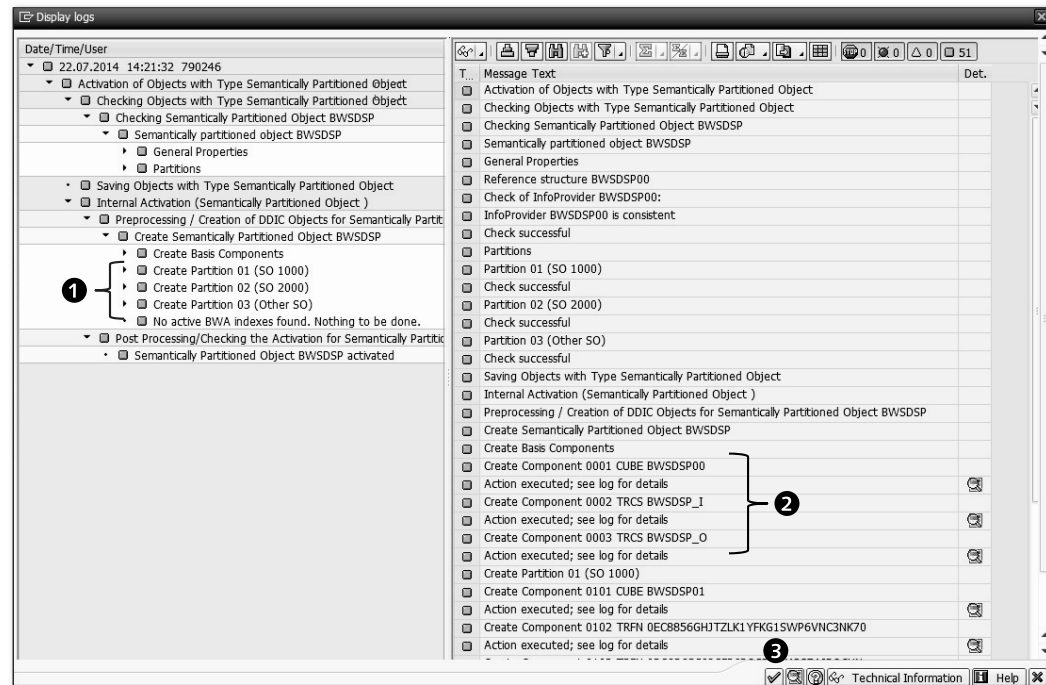 Display logs
Date/Time/User
22.07.2014 14:21:32 790246
Activation of Objects with Type Semantically Partitioned Object
Checking Objects with Type Semantically Partitioned Object
Checking Semantically Partitioned Object BWSDSP
Semantically partitioned object BWSDSP
General Properties
Partitions
Saving Objects with Type Semantically Partitioned Object
Internal Activation (Semantically Partitioned Object )
Preprocessing / Creation of DDIC Objects for Semantically Partit
Create Semantically Partitioned Object BWSDSP
Create Basis Components
1
Create Partition 01 (SO 1000)
Create Partition 02 (SO 2000)
Create Partition 03 (Other SO)
No active BWA indexes found. Nothing to be done.
Post Processing/Checking the Activation for Semantically Partitic
Semantically Partitioned Object BWSDSP activated
0 0 0 51
T... Message Text Det.
Activation of Objects with Type Semantically Partitioned Object
Checking Objects with Type Semantically Partitioned Object
Checking Semantically Partitioned Object BWSDSP
Semantically partitioned object BWSDSP
General Properties
Reference structure BWSDSP00
Check of InfoProvider BWSDSP00:
InfoProvider BWSDSP00 is consistent
Check successful
Partitions
Partition 01 (SO 1000)
Check successful
Partition 02 (SO 2000)
Check successful
Partition 03 (Other SO)
Check successful
Saving Objects with Type Semantically Partitioned Object
Internal Activation (Semantically Partitioned Object )
Preprocessing / Creation of DDIC Objects for Semantically Partitioned Object BWSDSP
Create Semantically Partitioned Object BWSDSP
Create Basis Components
Create Component 0001 CUBE BWSDSP00
Action executed; see log for details
Create Component 0002 TRCS BWSDSP_I
2
Action executed; see log for details
Create Component 0003 TRCS BWSDSP_O
Action executed; see log for details
Create Partition 01 (SO 1000)
Create Component 0101 CUBE BWSDSP01
Action executed; see log for details
Create Component 0102 TRFN 0EC8856GHJTZLK1YFKG1SWP6VNC3NK70
Action executed; see log for details
3
Technical Information
Help